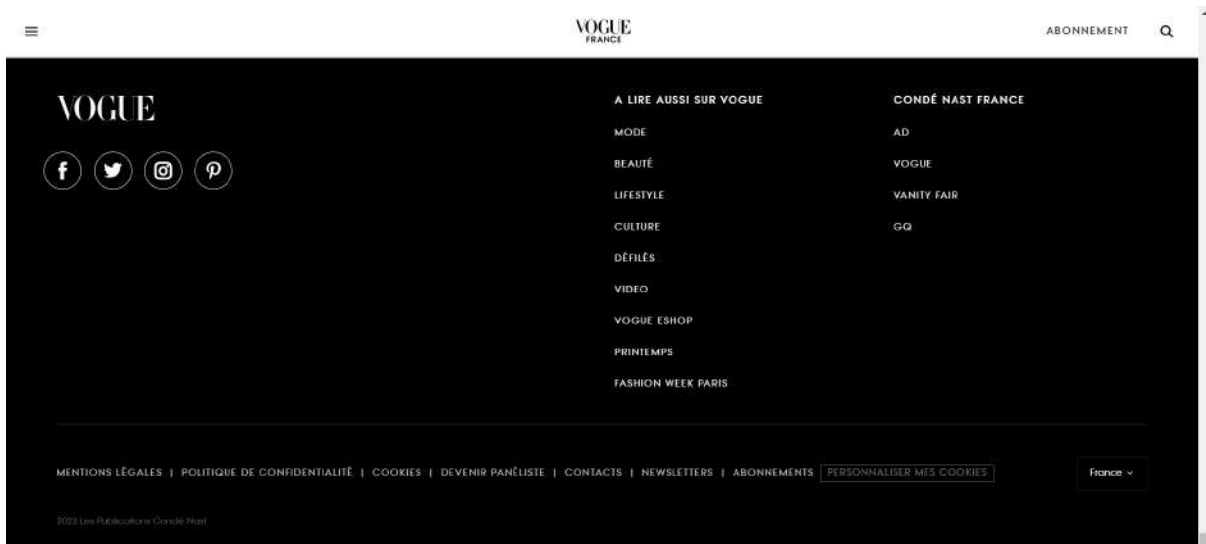 VOGUE
FRANCE
ABONNEMENT
VOGUE
A LIRE AUSSI SUR VOGUE
MODE
BEAUTÉ
LIFESTYLE
CULTURE
DÉFILÉS
VIDEO
VOGUE ESHOP
PRINTEMPS
FASHION WEEK PARIS
CONDÉ NAST FRANCE
AD
VOGUE
VANITY FAIR
GQ
MENTIONS LÉGALES | POLITIQUE DE CONFIDENTIALITÉ | COOKIES | DEVENIR PANÉLISTE | CONTACTS | NEWSLETTERS | ABONNEMENTS PERSONNALISER MES COOKIES
France
2023 Les Publications Condé Nast